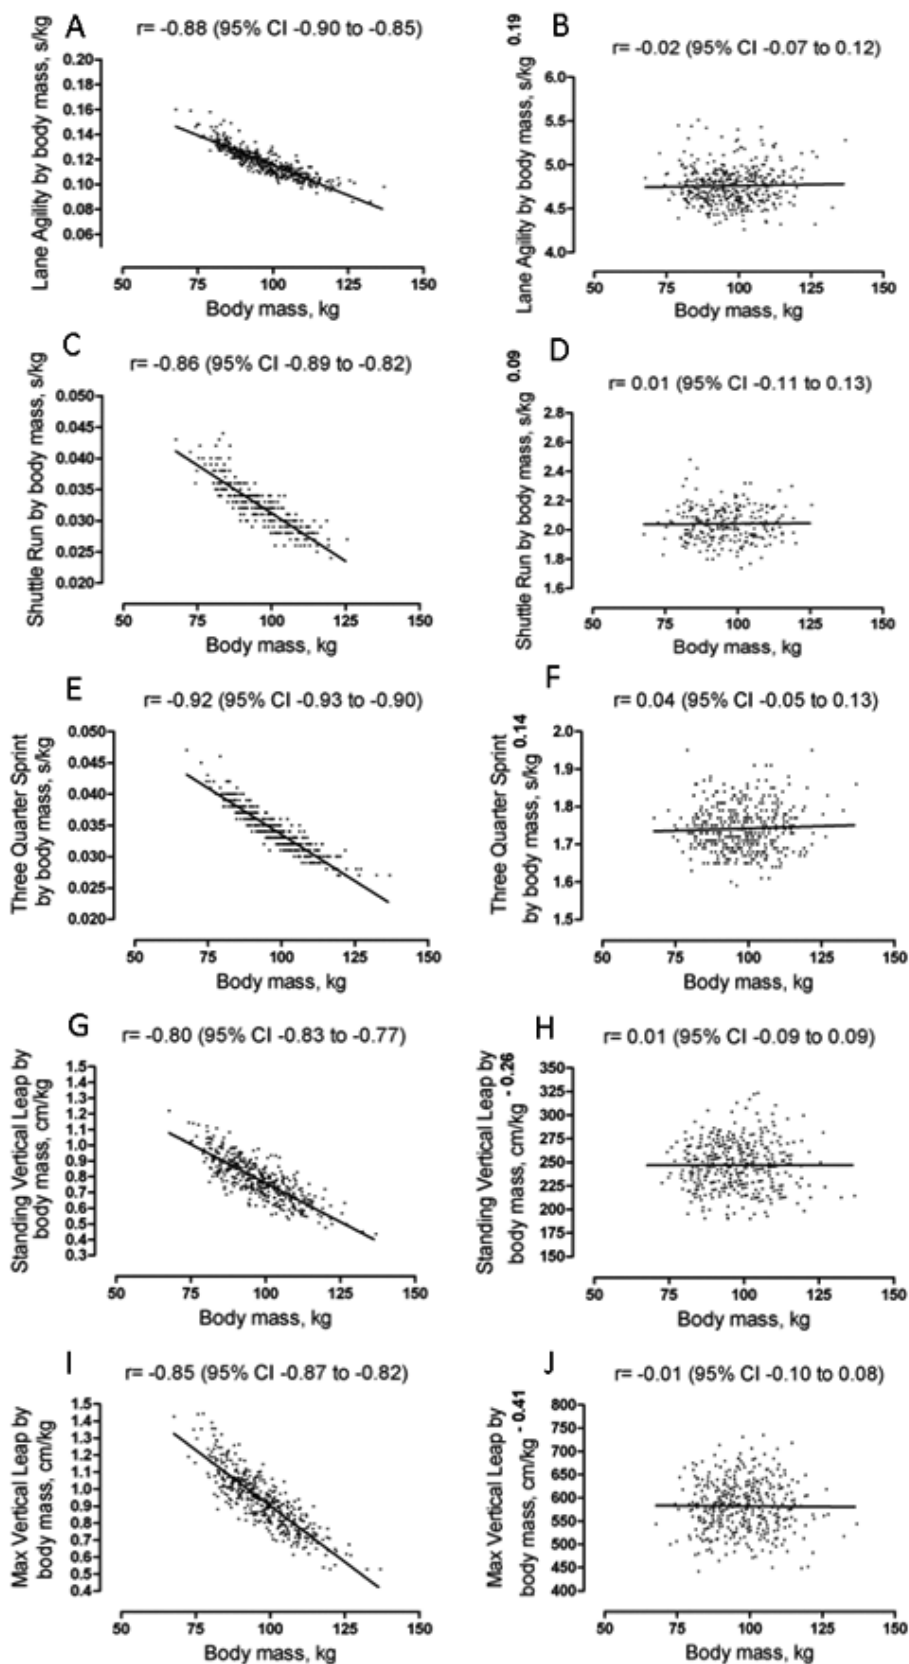 A
r= -0.88 (95% CI -0.90 to -0.85)
Lane Agility by body mass, s/kg
0.20
0.18
0.16
0.14
0.12
0.10
0.08
0.06
50 75 100 125 150
Body mass, kg
B
r= -0.02 (95% CI -0.07 to 0.12)
Lane Agility by body mass, s/kg 0.19
6.0
5.5
5.0
4.5
4.0
50 75 100 125 150
Body mass, kg
C
r= -0.86 (95% CI -0.89 to -0.82)
Shuttle Run by body mass, s/kg
0.050
0.045
0.040
0.035
0.030
0.025
0.020
50 75 100 125 150
Body mass, kg
D
r= 0.01 (95% CI -0.11 to 0.13)
Shuttle Run by body mass, s/kg 0.09
2.8
2.6
2.4
2.2
2.0
1.8
1.6
50 75 100 125 150
Body mass, kg
E
r= -0.92 (95% CI -0.93 to -0.90)
Three Quarter Sprint
by body mass, s/kg
0.050
0.045
0.040
0.035
0.030
0.025
0.020
50 75 100 125 150
Body mass, kg
F
r= 0.04 (95% CI -0.05 to 0.13)
Three Quarter Sprint
by body mass, s/kg 0.14
2.0
1.9
1.8
1.7
1.6
1.5
50 75 100 125 150
Body mass, kg
G
r= -0.80 (95% CI -0.83 to -0.77)
Standing Vertical Leap by
body mass, cm/kg
1.5
1.4
1.3
1.2
1.1
1.0
0.9
0.8
0.7
0.6
0.5
0.4
0.3
50 75 100 125 150
Body mass, kg
H
r= 0.01 (95% CI -0.09 to 0.09)
Standing Vertical Leap by
body mass, cm/kg - 0.26
350
325
300
275
250
225
200
175
150
50 75 100 125 150
Body mass, kg
I
r= -0.85 (95% CI -0.87 to -0.82)
Max Vertical Leap by
body mass, cm/kg
1.5
1.4
1.3
1.2
1.1
1.0
0.9
0.8
0.7
0.6
0.5
0.4
50 75 100 125 150
Body mass, kg
J
r= -0.01 (95% CI -0.10 to 0.08)
Max Vertical Leap by
body mass, cm/kg - 0.41
800
750
700
650
600
550
500
450
400
50 75 100 125 150
Body mass, kg